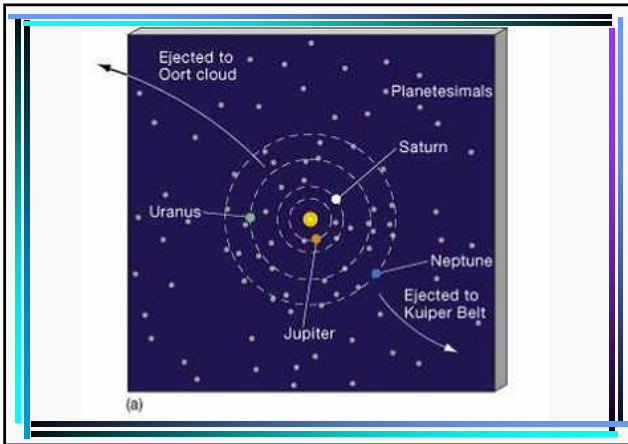 Ejected to
Oort cloud
Planetesimals
Saturn
Uranus
Neptune
Ejected to
Kuiper Belt
Jupiter
(a)